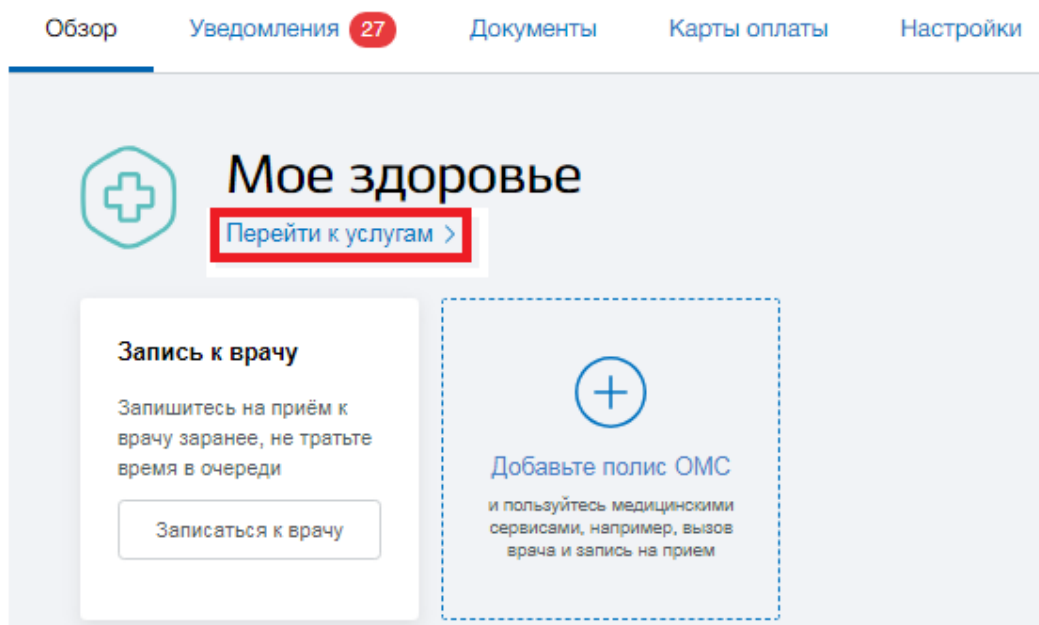 Обзор Уведомления 27 Документы Карты оплаты Настройки
Мое здоровье
Перейти к услугам >
Запись к врачу
Запишитесь на приём к
врачу заранее, не тратьте
время в очереди
Записаться к врачу
Добавьте полис ОМС
и пользуйтесь медицинскими
сервисами, например, вызов
врача и запись на прием